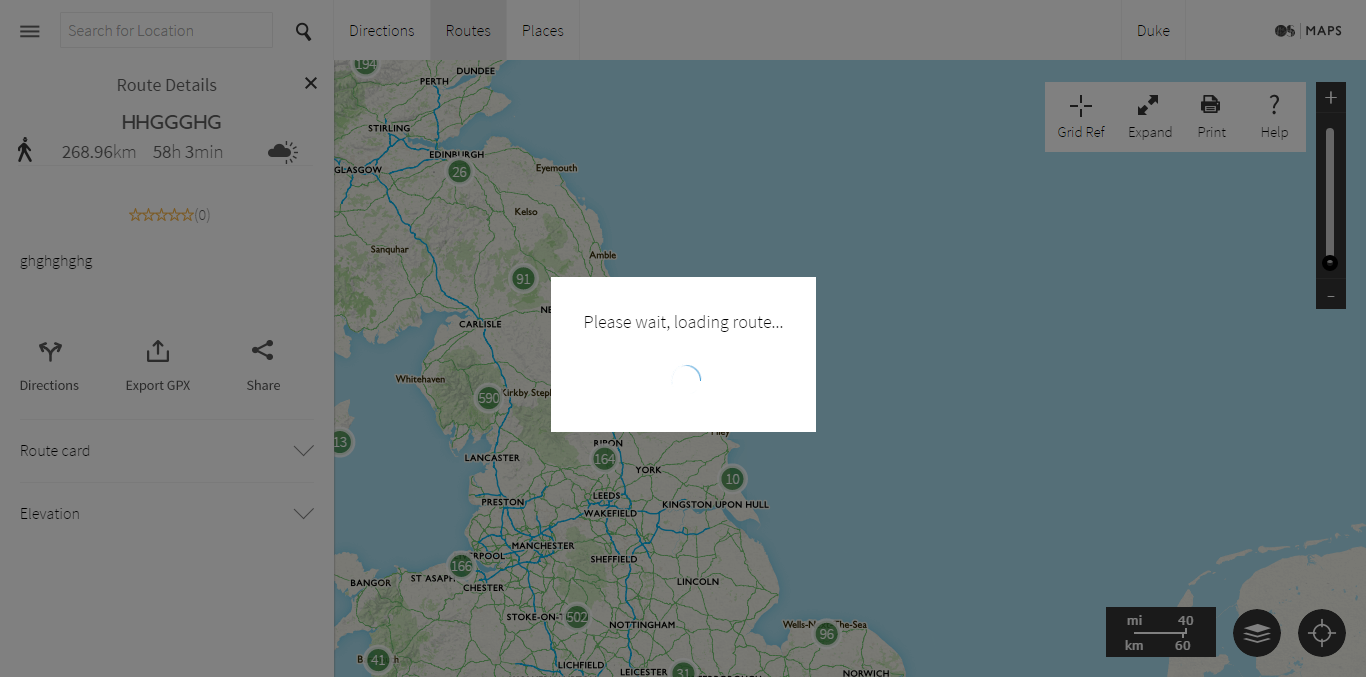 Search for Location
Directions
Routes
Places
Duke
OS | MAPS
Route Details
HHGGGHG
268.96km 58h 3min
(0)
ghghghghg
Directions
Export GPX
Share
Route card
Elevation
Grid Ref
Expand
Print
?
Help
+
−
Please wait, loading route...
194
DUNDEE
PERTH
STIRLING
EDINBURGH
GLASGOW
26
Eyemouth
Kelso
Sanquhar
Amble
91
NE
CARLISLE
Whitehaven
590
Kirkby Steph
13
RIPON
164
LANCASTER
YORK
10
LEEDS
PRESTON
KINGSTON UPON HULL
WAKEFIELD
MANCHESTER
RPOOL
SHEFFIELD
166
BANGOR
ST ASAPH
CHESTER
LINCOLN
STOKE-ON-T
502
NOTTINGHAM
96
41
LICHFIELD
LEICESTER
31
NORWICH
mi 40
km 60